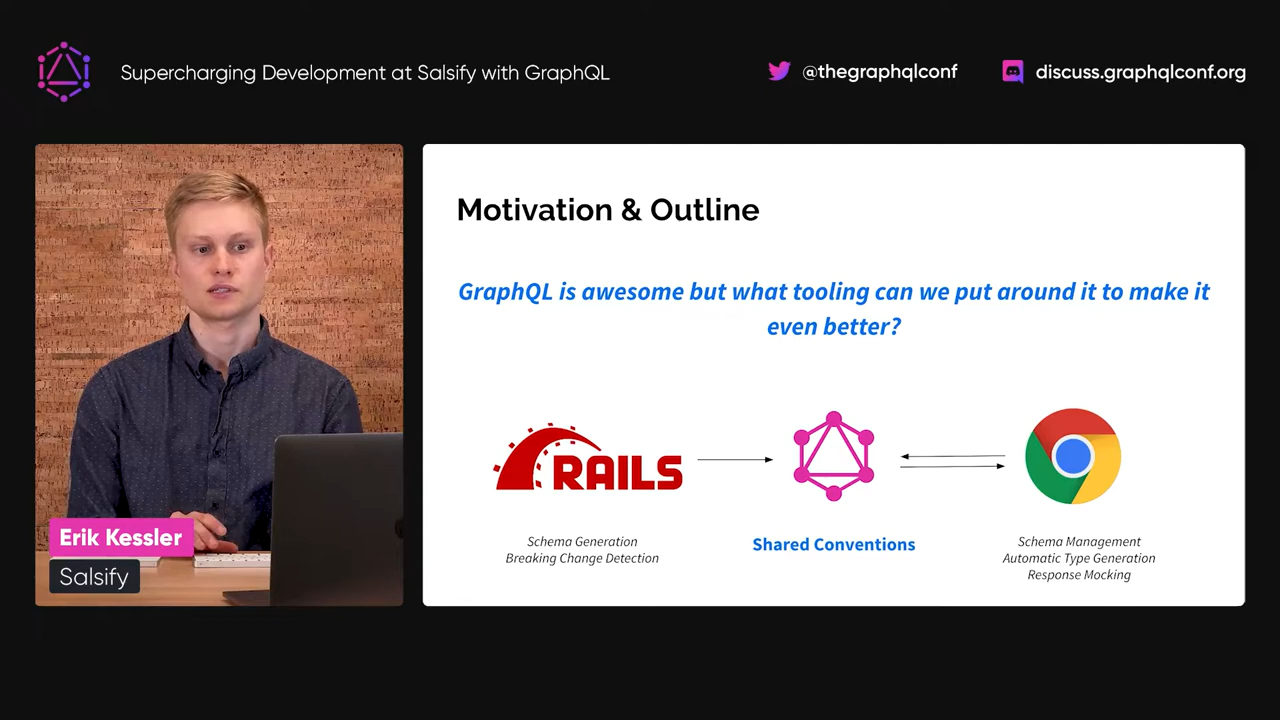 Supercharging Development at Salsify with GraphQL
@thegraphqlconf
discuss.graphqlconf.org
Erik Kessler
Salsify
Motivation & Outline
GraphQL is awesome but what tooling can we put around it to make it
even better?
RAILS
Schema Generation
Breaking Change Detection
Shared Conventions
Schema Management
Automatic Type Generation
Response Mocking